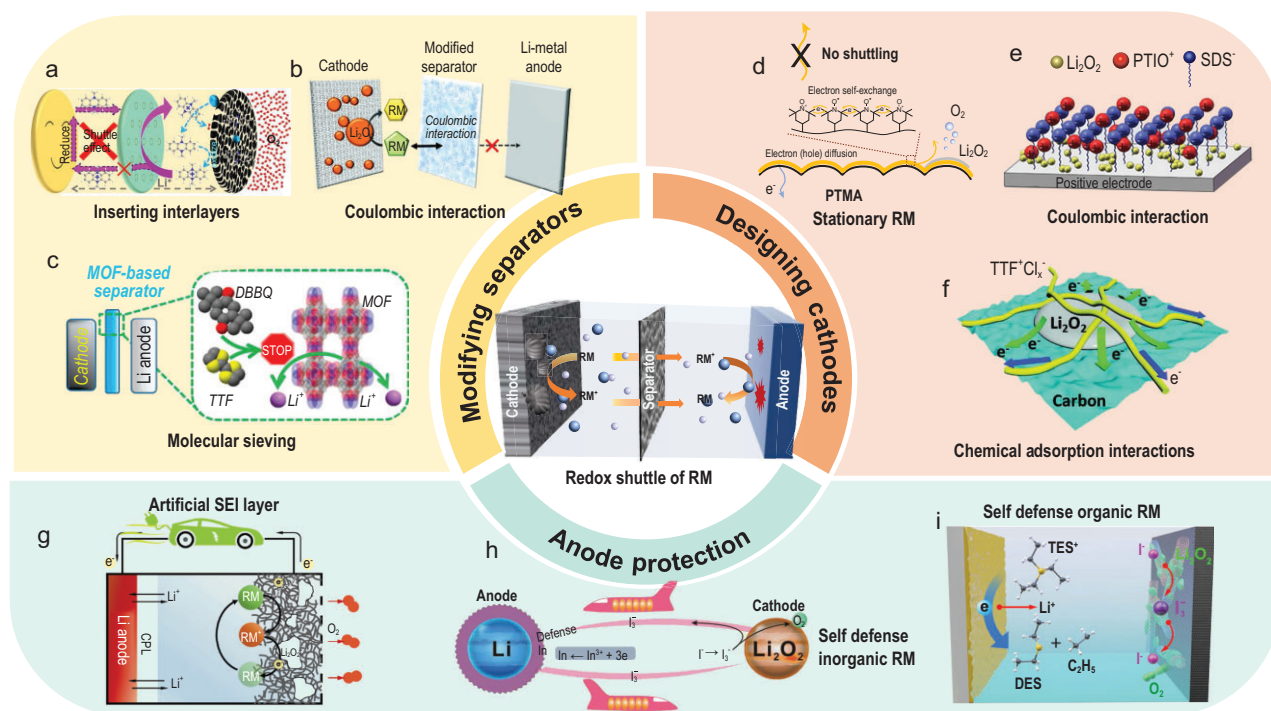 a
Reduce
Shuttle
effect
Li⁺
O₂
Inserting interlayers
b
Cathode
Modified
separator
Li-metal
anode
Li₂O₂
RM
RM
Coulombic
interaction
Coulombic interaction
c
MOF-based
separator
Cathode
Li anode
DBBQ
MOF
STOP
TTF
Li⁺
Li⁺
Molecular sieving
d
No shuttling
Electron self-exchange
O₂
Li₂O₂
Electron (hole) diffusion
e⁻
PTMA
Stationary RM
e
Li₂O₂
PTIO⁺
SDS⁻
Positive electrode
Coulombic interaction
f
TTF⁺Clₓ⁻
e⁻
e⁻
e⁻
Li₂O₂
e⁻
e⁻
e⁻
e⁻
Carbon
Chemical adsorption interactions
Modifying separators
Designing cathodes
Anode protection
Cathode
RM
RM⁺
Separator
RM⁺
RM
Anode
Redox shuttle of RM
g
Artificial SEI layer
e⁻
e⁻
Li anode
CPL
Li⁺
Li⁺
RM
RM⁺
RM
Li₂O₂
O₂
h
Anode
Li
Defense
In
In ← In³⁺ + 3e
I₃⁻
I₃⁻
I⁻ → I₃⁻
Cathode
O₂
Li₂O₂
Self defense
inorganic RM
i
Self defense organic RM
TES⁺
e
Li⁺
+
DES
C₂H₅
I⁻
Li₂O₂
I₃⁻
I⁻
O₂